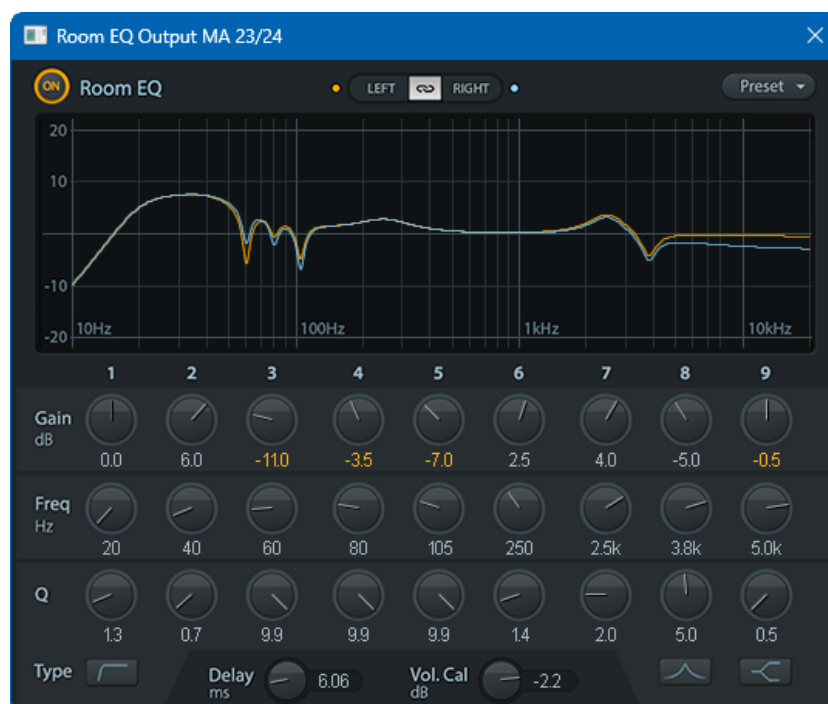 Room EQ Output MA 23/24
ON Room EQ LEFT RIGHT Preset
20
10
-10
-20 10Hz 100Hz 1kHz 10kHz
1 2 3 4 5 6 7 8 9
Gain
dB
0.0 6.0 -11.0 -3.5 -7.0 2.5 4.0 -5.0 -0.5
Freq
Hz
20 40 60 80 105 250 2.5k 3.8k 5.0k
Q
1.3 0.7 9.9 9.9 9.9 1.4 2.0 5.0 0.5
Type Delay 6.06 Vol. Cal -2.2
ms dB